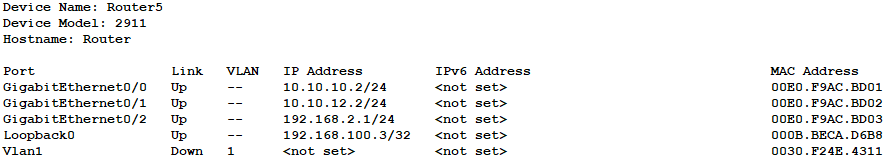 Device Name: Router5
Device Model: 2911
Hostname: Router
Port Link VLAN IP Address IPv6 Address MAC Address
GigabitEthernet0/0 Up -- 10.10.10.2/24 <not set> 00E0.F9AC.BD01
GigabitEthernet0/1 Up -- 10.10.12.2/24 <not set> 00E0.F9AC.BD02
GigabitEthernet0/2 Up -- 192.168.2.1/24 <not set> 00E0.F9AC.BD03
Loopback0 Up -- 192.168.100.3/32 <not set> 000B.BECA.D6B8
Vlan1 Down 1 <not set> <not set> 0030.F24E.4311